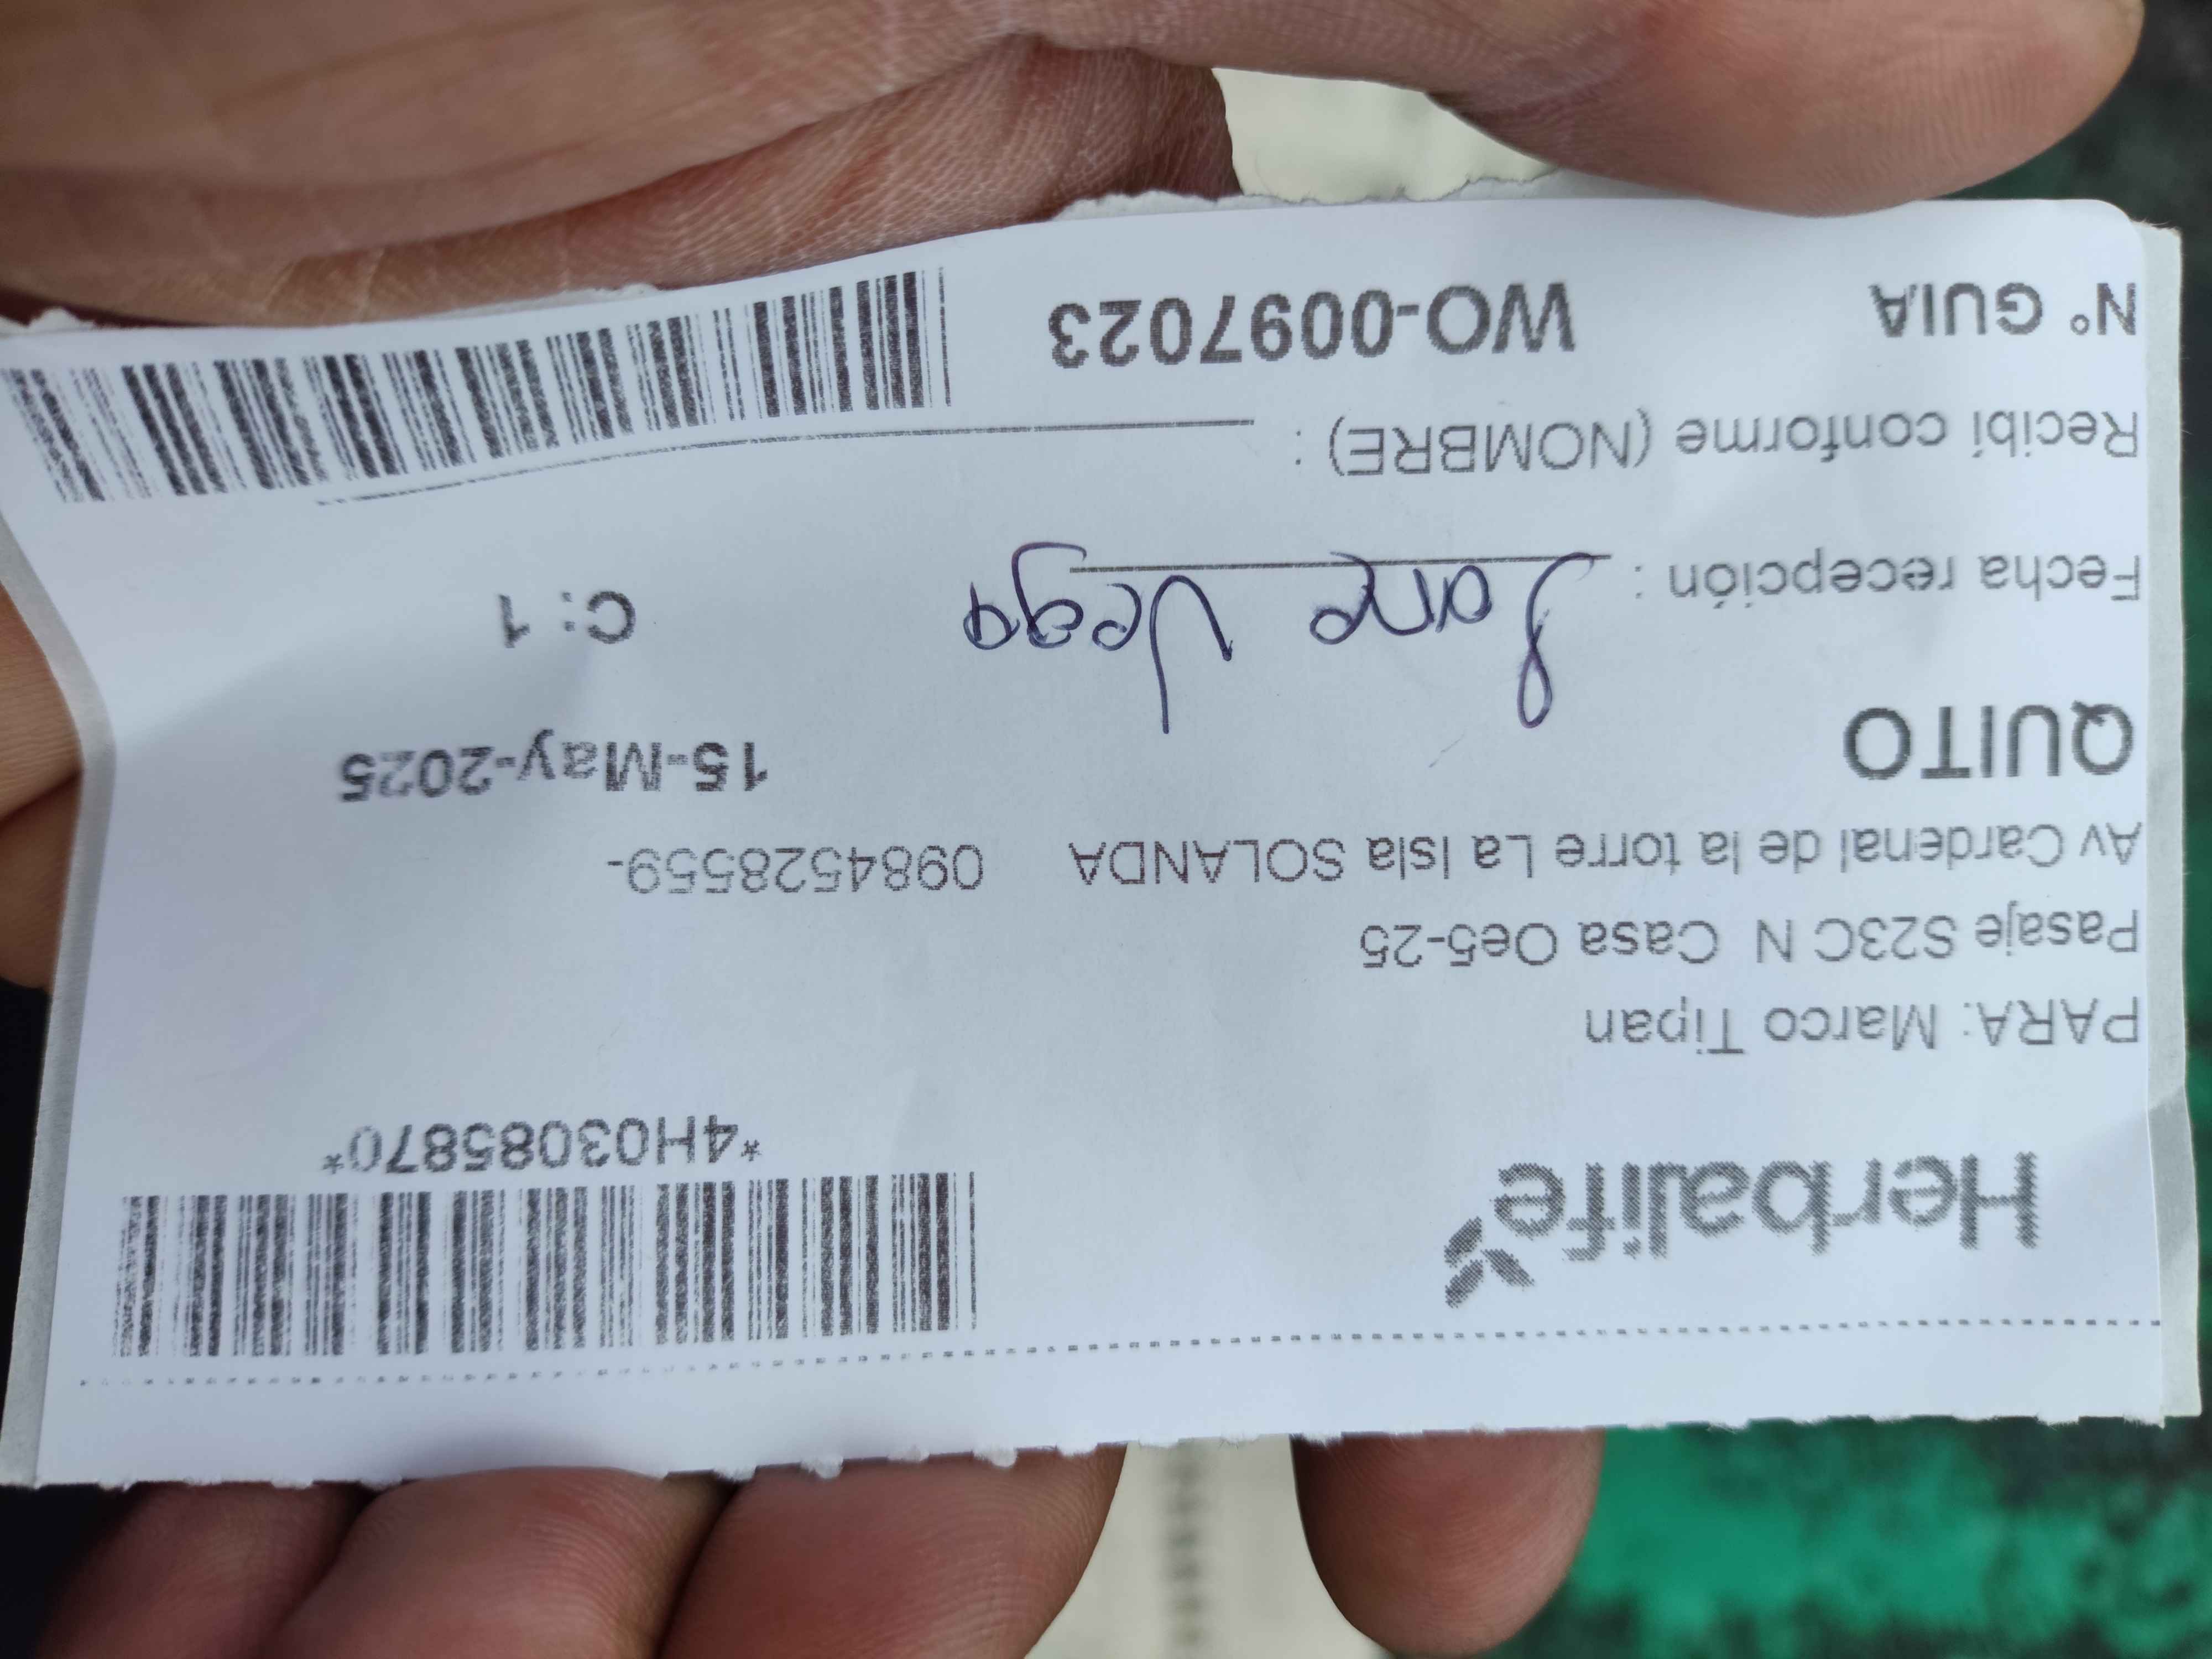 Herbalife
*4H03085870*
PARA: Marco Tipan
Pasaje S23C N Casa Oe5-25
Av Cardenal de la torre La Isla SOLANDA 0984528559-
QUITO 15-May-2025
Fecha recepción : Jane Vega C: 1
Recibí conforme (NOMBRE) :
N° GUIA WO-0097023